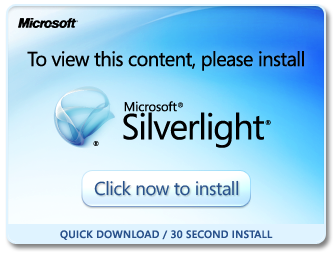 Microsoft®
To view this content, please install
Microsoft®
Silverlight®
®
Click now to install
QUICK DOWNLOAD / 30 SECOND INSTALL